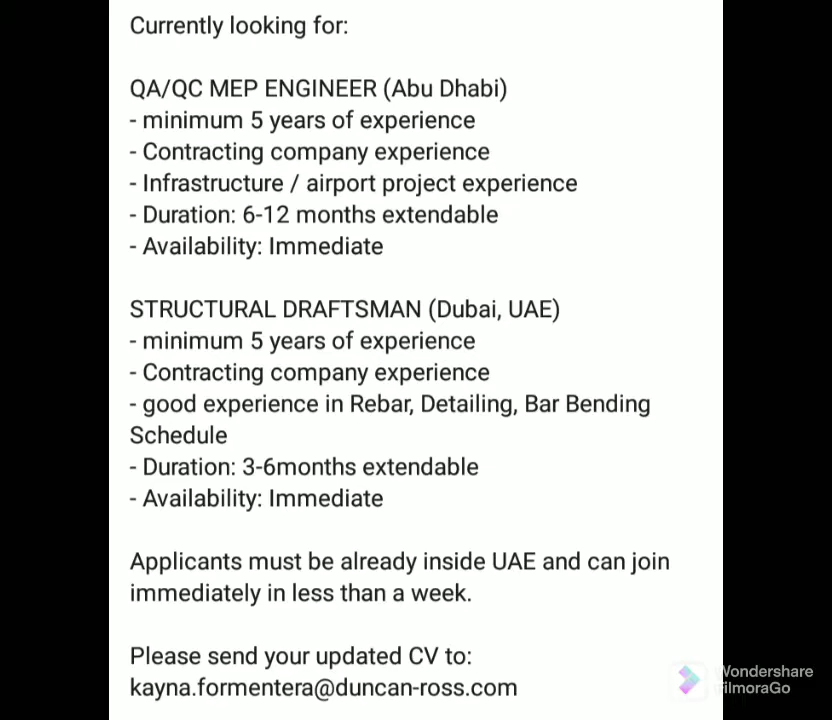 Currently looking for:
QA/QC MEP ENGINEER (Abu Dhabi)
- minimum 5 years of experience
- Contracting company experience
- Infrastructure / airport project experience
- Duration: 6-12 months extendable
- Availability: Immediate
STRUCTURAL DRAFTSMAN (Dubai, UAE)
- minimum 5 years of experience
- Contracting company experience
- good experience in Rebar, Detailing, Bar Bending
Schedule
- Duration: 3-6months extendable
- Availability: Immediate
Applicants must be already inside UAE and can join
immediately in less than a week.
Please send your updated CV to:
kayna.formentera@duncan-ross.com
Wondershare
FilmoraGo